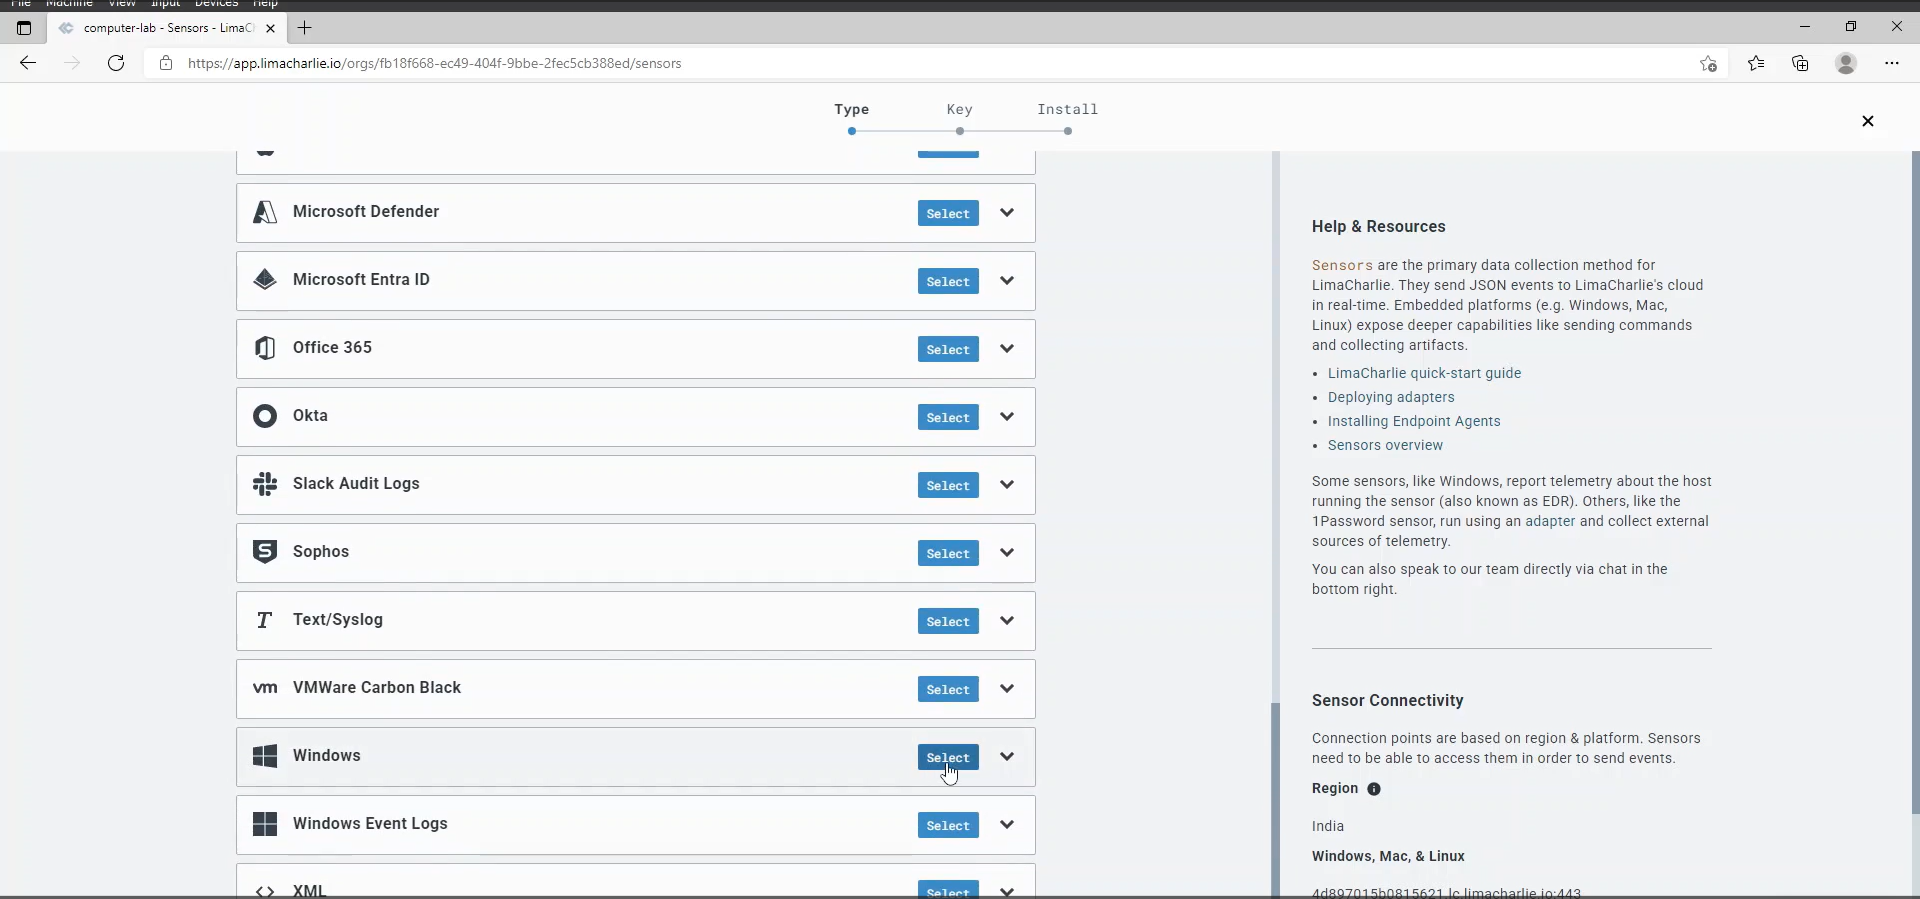 File Machine View Input Devices Help
computer-lab - Sensors - LimaC
https://app.limacharlie.io/orgs/fb18f668-ec49-404f-9bbe-2fec5cb388ed/sensors
Type Key Install
Microsoft Defender Select
Microsoft Entra ID Select
Office 365 Select
Okta Select
Slack Audit Logs Select
Sophos Select
Text/Syslog Select
vm VMWare Carbon Black Select
Windows Select
Windows Event Logs Select
XML Select
Help & Resources
Sensors are the primary data collection method for
LimaCharlie. They send JSON events to LimaCharlie's cloud
in real-time. Embedded platforms (e.g. Windows, Mac,
Linux) expose deeper capabilities like sending commands
and collecting artifacts.
• LimaCharlie quick-start guide
• Deploying adapters
• Installing Endpoint Agents
• Sensors overview
Some sensors, like Windows, report telemetry about the host
running the sensor (also known as EDR). Others, like the
1Password sensor, run using an adapter and collect external
sources of telemetry.
You can also speak to our team directly via chat in the
bottom right.
Sensor Connectivity
Connection points are based on region & platform. Sensors
need to be able to access them in order to send events.
Region
India
Windows, Mac, & Linux
4d897015b0815621.lc.limacharlie.io:443